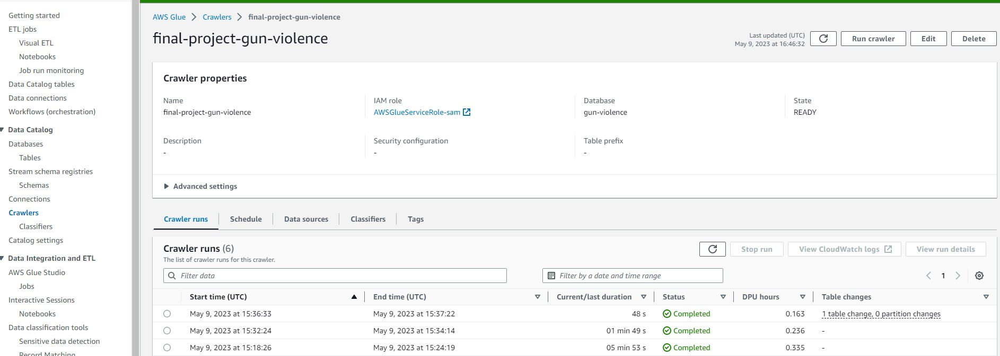 Getting started
ETL jobs
Visual ETL
Notebooks
Job run monitoring
Data Catalog tables
Data connections
Workflows (orchestration)
Data Catalog
Databases
Tables
Stream schema registries
Schemas
Connections
Crawlers
Classifiers
Catalog settings
Data Integration and ETL
AWS Glue Studio
Jobs
Interactive Sessions
Notebooks
Data classification tools
Sensitive data detection
Record Matching
AWS Glue Crawlers final-project-gun-violence
final-project-gun-violence
Last updated (UTC)
May 9, 2023 at 16:46:32
Run crawler Edit Delete
Crawler properties
Name IAM role Database State
final-project-gun-violence AWSGlueServiceRole-sam gun-violence READY
Description Security configuration Table prefix
- - -
Advanced settings
Crawler runs Schedule Data sources Classifiers Tags
Crawler runs (6)
The list of crawler runs for this crawler.
Stop run View CloudWatch logs View run details
Filter data Filter by a date and time range 1
Start time (UTC) End time (UTC) Current/last duration Status DPU hours Table changes
May 9, 2023 at 15:36:33 May 9, 2023 at 15:37:22 48 s Completed 0.163 1 table change, 0 partition changes
May 9, 2023 at 15:32:24 May 9, 2023 at 15:34:14 01 min 49 s Completed 0.236 -
May 9, 2023 at 15:18:26 May 9, 2023 at 15:24:19 05 min 53 s Completed 0.335 -